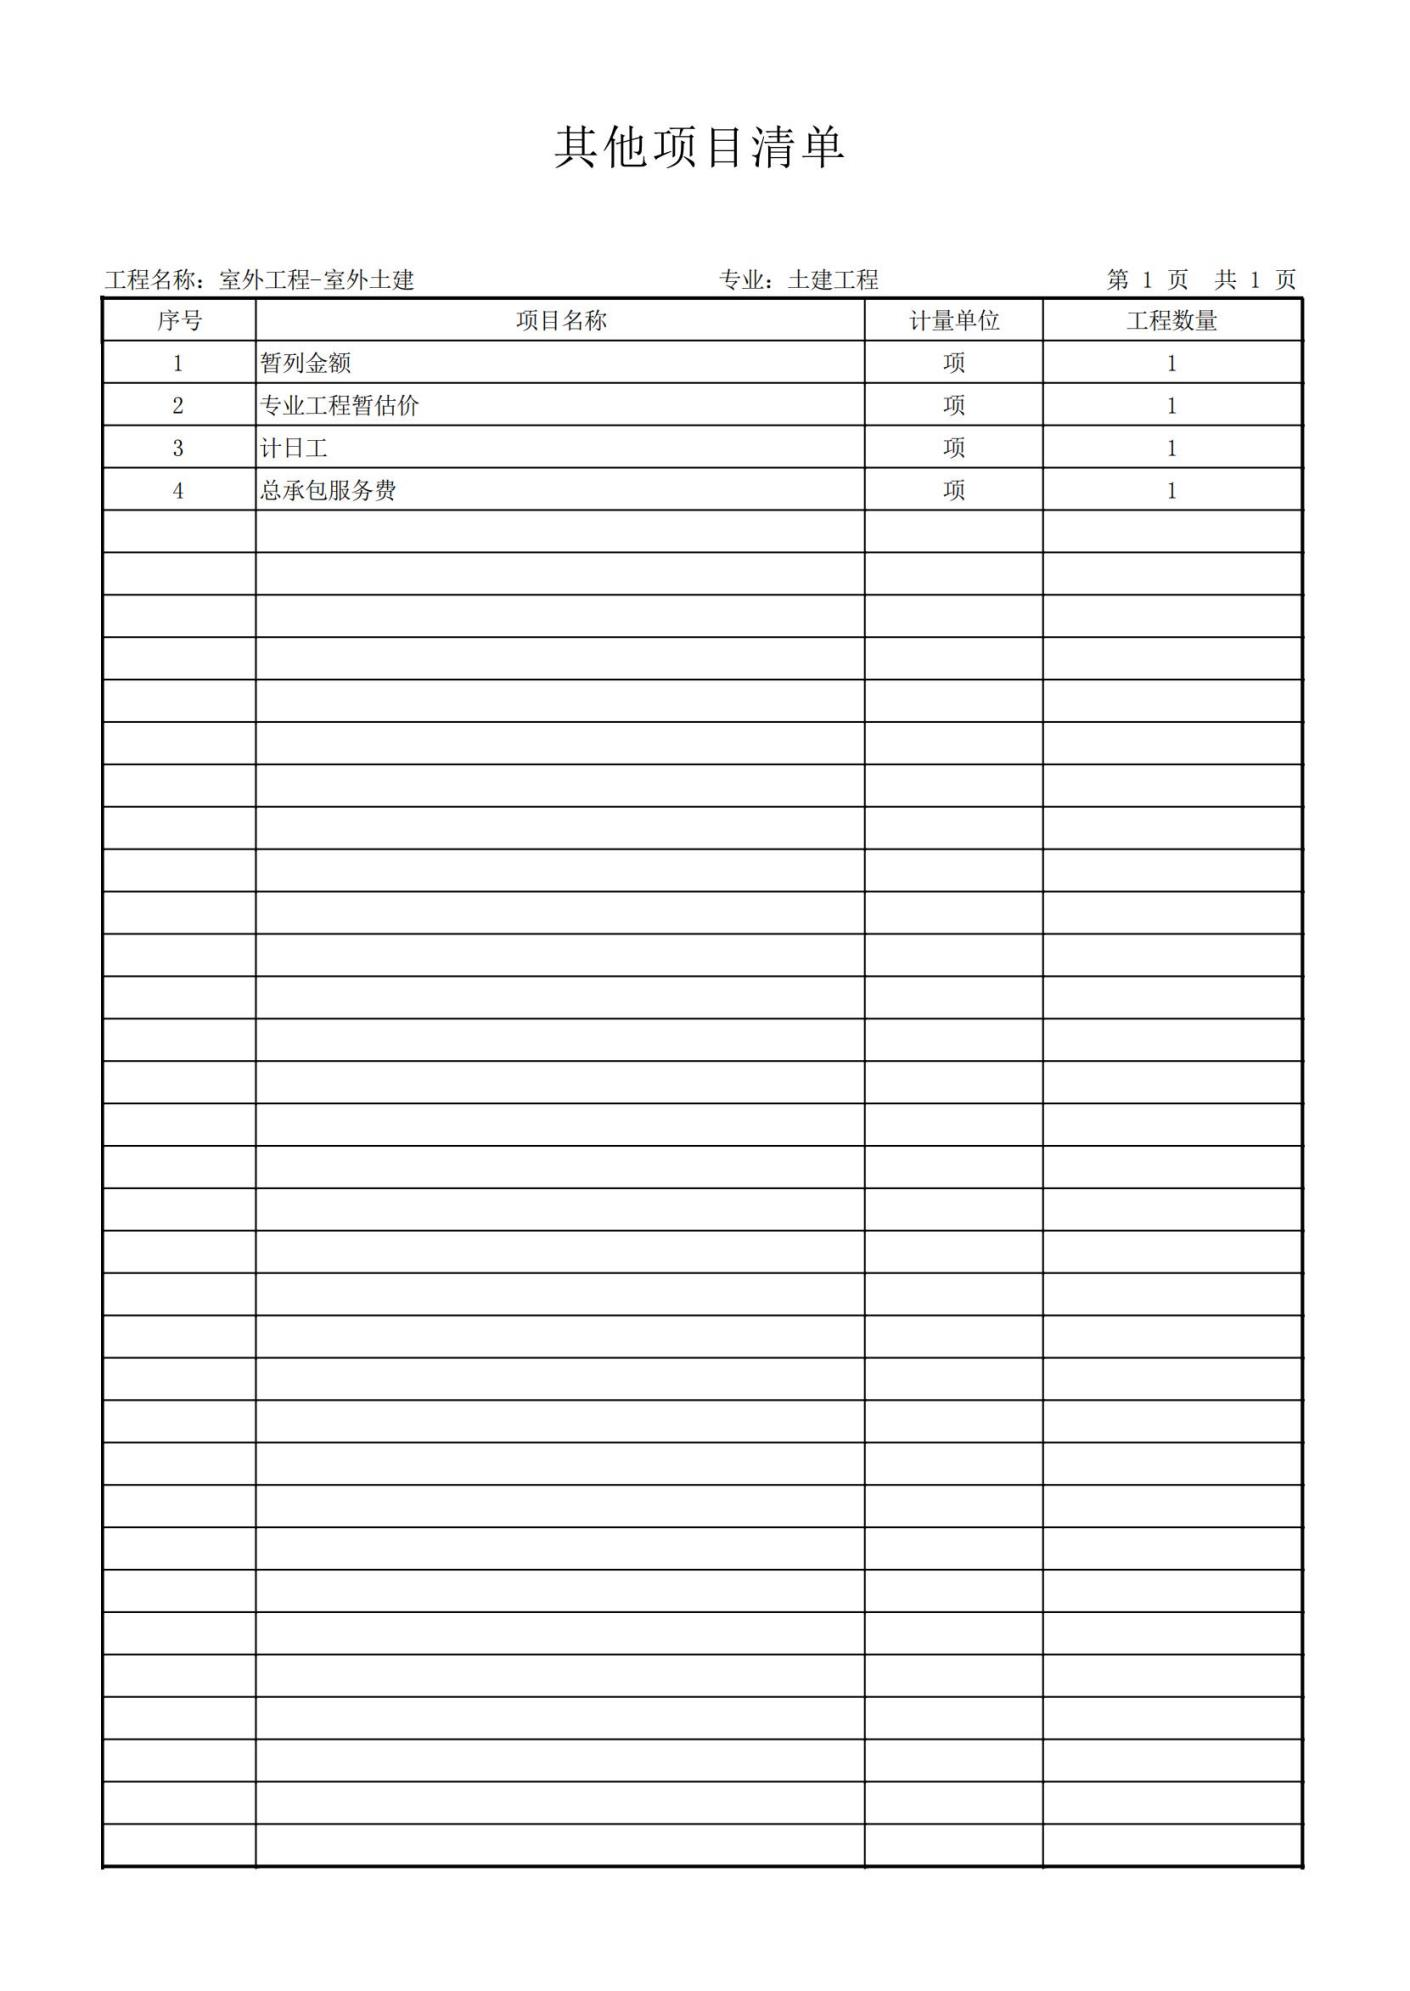 其他项目清单
工程名称：室外工程-室外土建 专业：土建工程 第 1 页 共 1 页
序号 项目名称 计量单位 工程数量
1 暂列金额 项 1
2 专业工程暂估价 项 1
3 计日工 项 1
4 总承包服务费 项 1